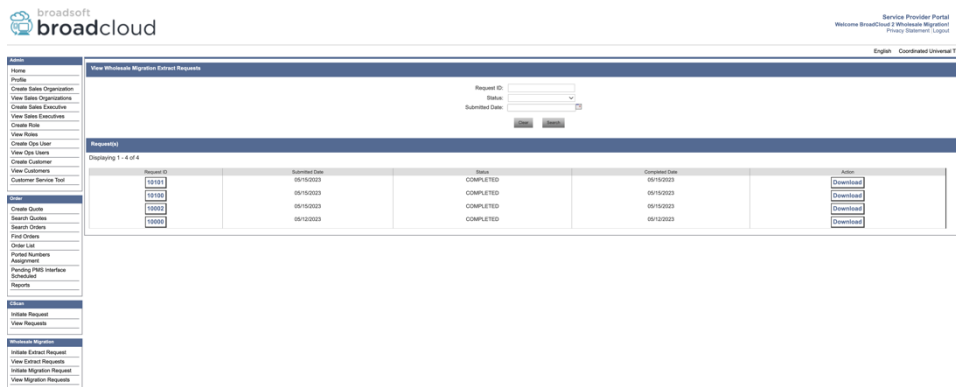 broadsoft
broadcloud
Service Provider Portal
Welcome BroadCloud 2 Wholesale Migration!
Privacy Statement | Logout
English Coordinated Universal T
Admin
Home
Profile
Create Sales Organization
View Sales Organizations
Create Sales Executive
View Sales Executives
Create Role
View Roles
Create Ops User
View Ops Users
Create Customer
View Customers
Customer Service Tool
Order
Create Quote
Search Quotes
Search Orders
Find Orders
Order List
Ported Numbers
Assignment
Pending PMS Interface
Scheduled
Reports
CScan
Initiate Request
View Requests
Wholesale Migration
Initiate Extract Request
View Extract Requests
Initiate Migration Request
View Migration Requests
View Wholesale Migration Extract Requests
Request ID:
Status:
Submitted Date:
Clear Search
Request(s)
Displaying 1 - 4 of 4
Request ID Submitted Date Status Completed Date Action
10101 05/15/2023 COMPLETED 05/15/2023 Download
10100 05/15/2023 COMPLETED 05/15/2023 Download
10002 05/15/2023 COMPLETED 05/15/2023 Download
10000 05/12/2023 COMPLETED 05/12/2023 Download